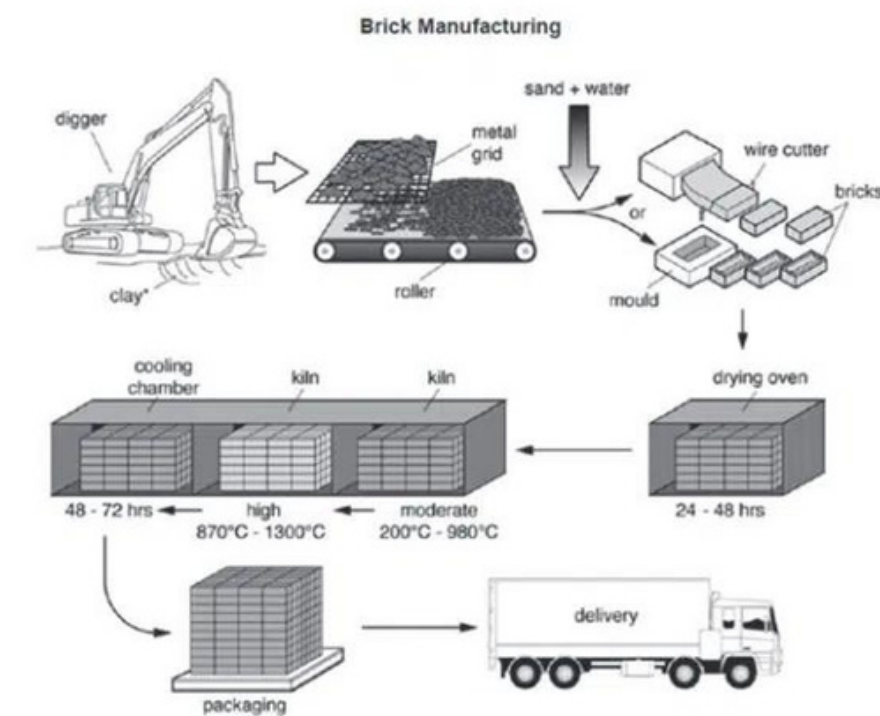 Brick Manufacturing
digger
clay*
metal
grid
roller
sand + water
or
wire cutter
bricks
mould
drying oven
24 - 48 hrs
kiln
moderate
200°C - 980°C
kiln
high
870°C - 1300°C
cooling
chamber
48 - 72 hrs
packaging
delivery